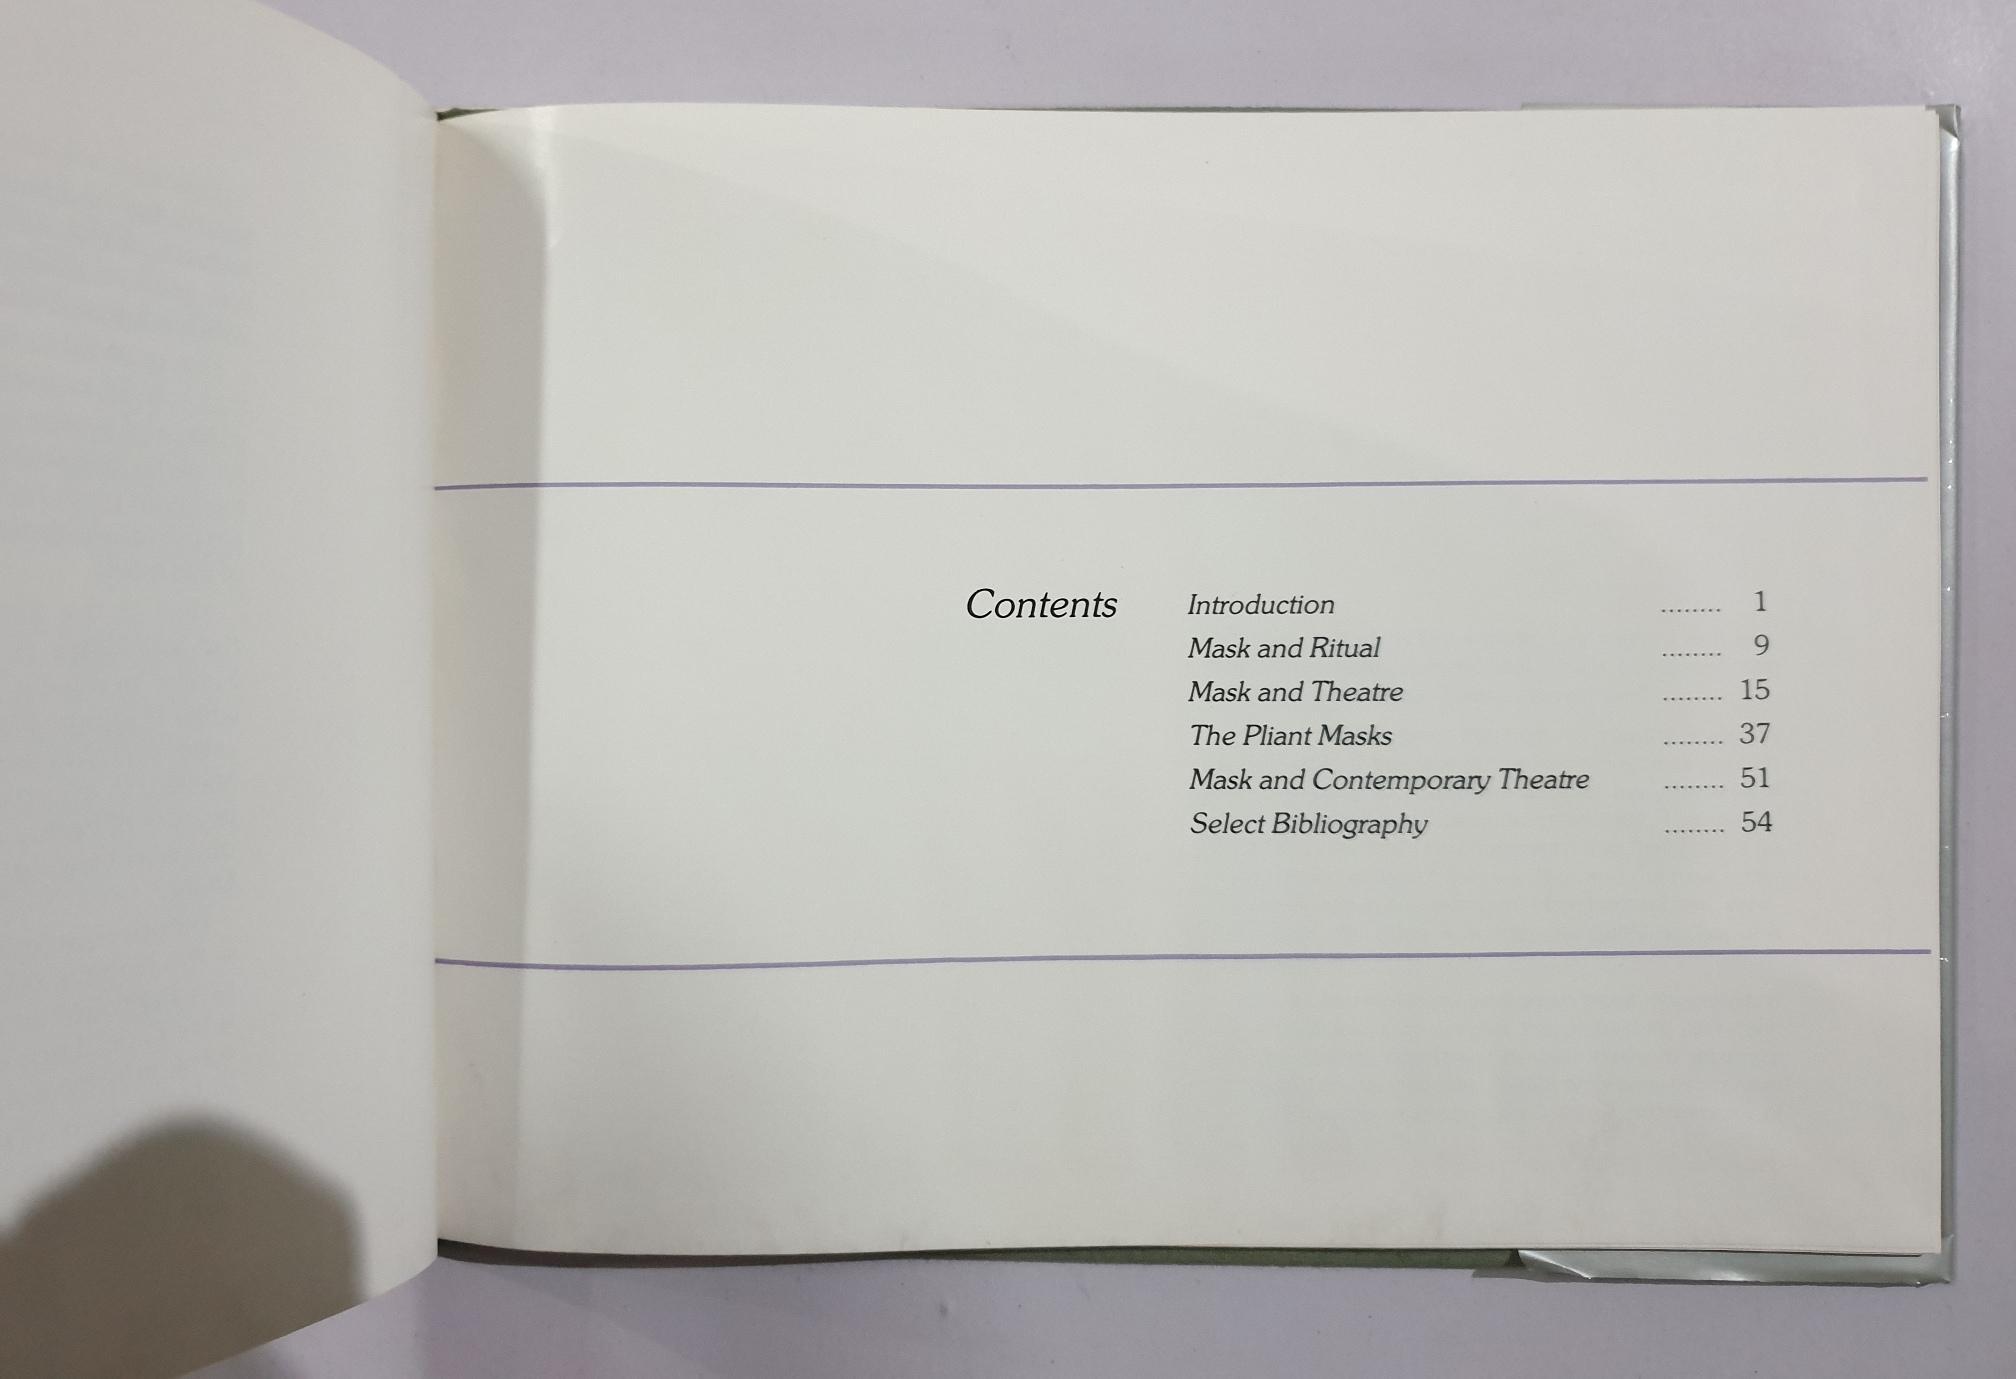 Contents
Introduction ........ 1
Mask and Ritual ........ 9
Mask and Theatre ........ 15
The Pliant Masks ........ 37
Mask and Contemporary Theatre ........ 51
Select Bibliography ........ 54